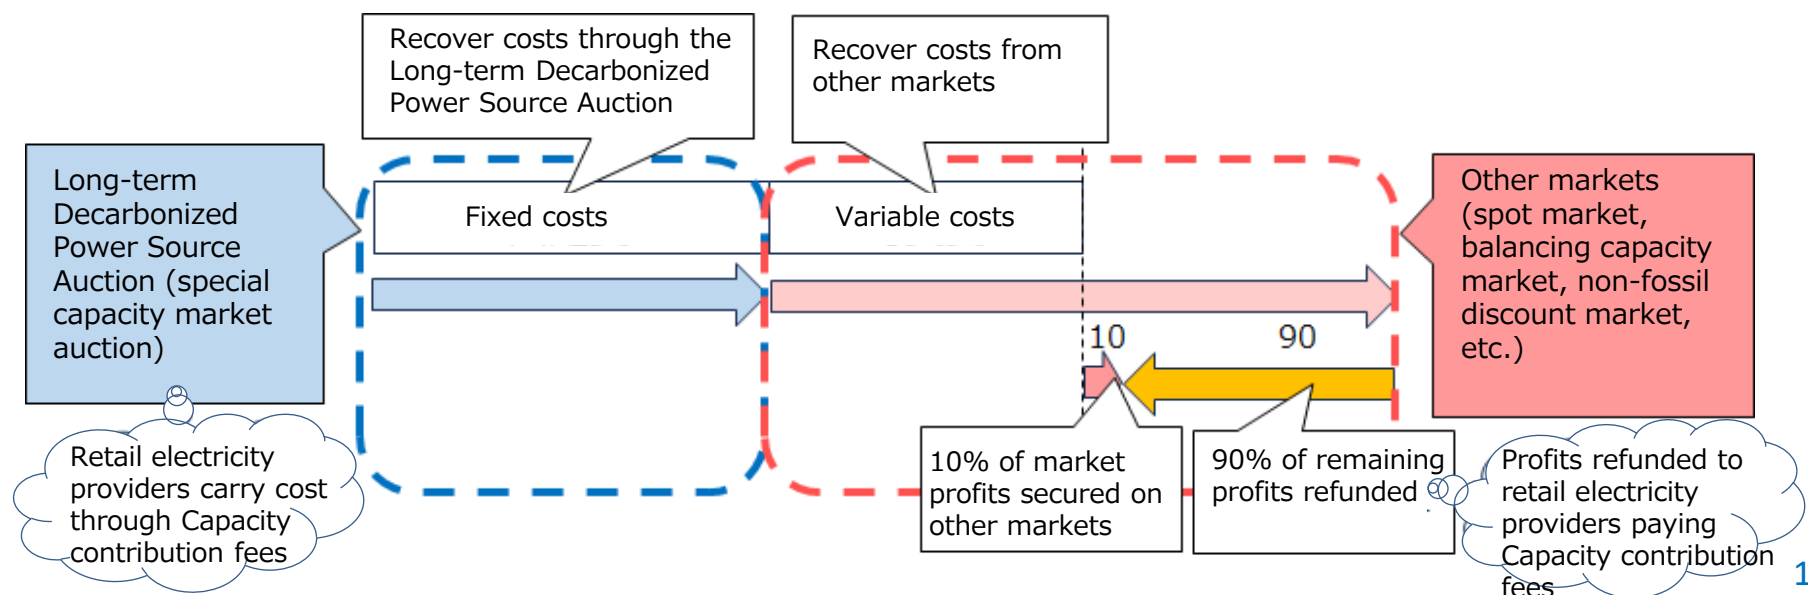 Recover costs through the
Long-term Decarbonized
Power Source Auction
Recover costs from
other markets
Long-term
Decarbonized
Power Source
Auction (special
capacity market
auction)
Fixed costs
Variable costs
Other markets
(spot market,
balancing capacity
market, non-fossil
discount market,
etc.)
10
90
Retail electricity
providers carry cost
through Capacity
contribution fees
10% of market
profits secured on
other markets
90% of remaining
profits refunded
Profits refunded to
retail electricity
providers paying
Capacity contribution
fees
1